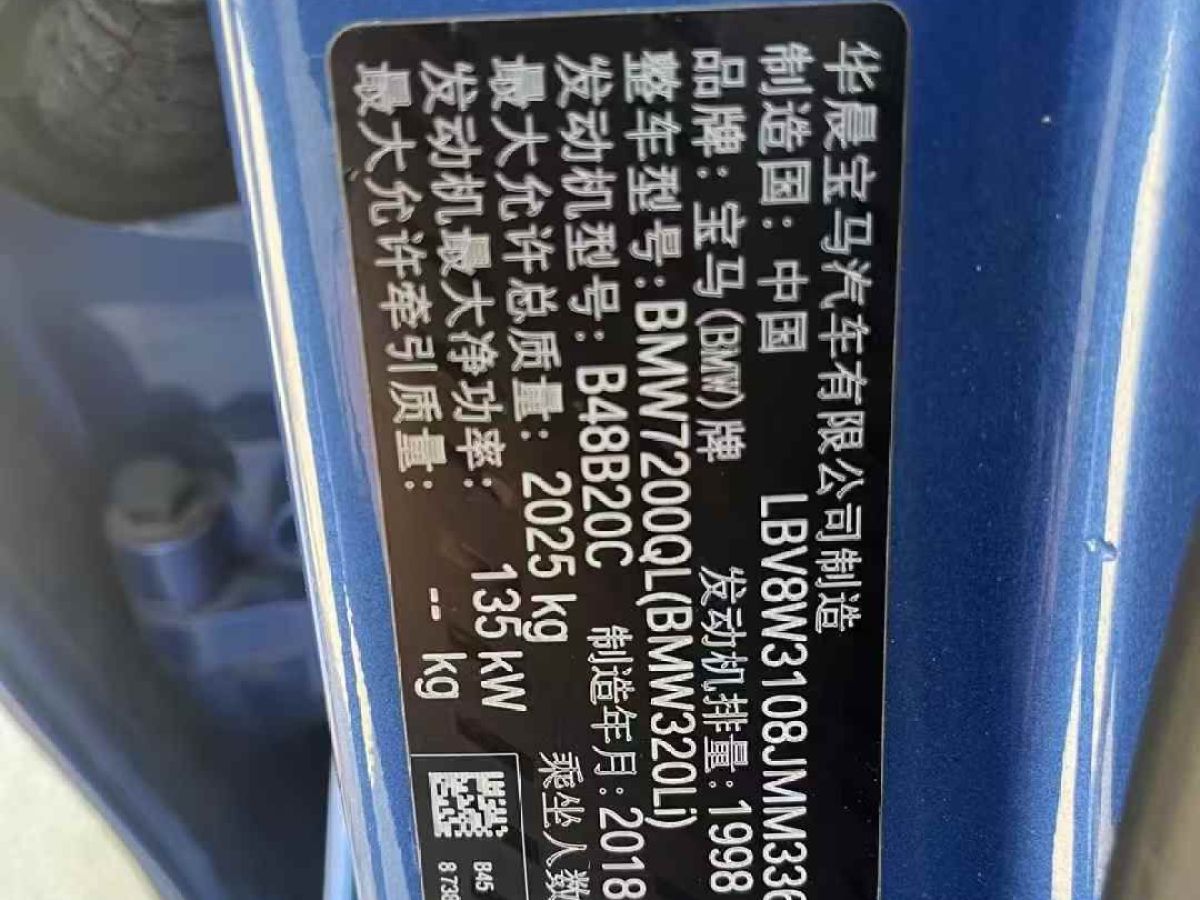 华晨宝马汽车有限公司制造
制造国：中国 LBV8W3108JMM336
品牌：宝马(BMW)牌 发动机排量：1998
整车型号：BMW7200QL(BMW320Li)
发动机型号：B48B20C 制造年月：2018
最大允许总质量：2025 kg 乘坐人数
发动机最大净功率：135 kW
最大允许牵引质量：-- kg
B45
8 738